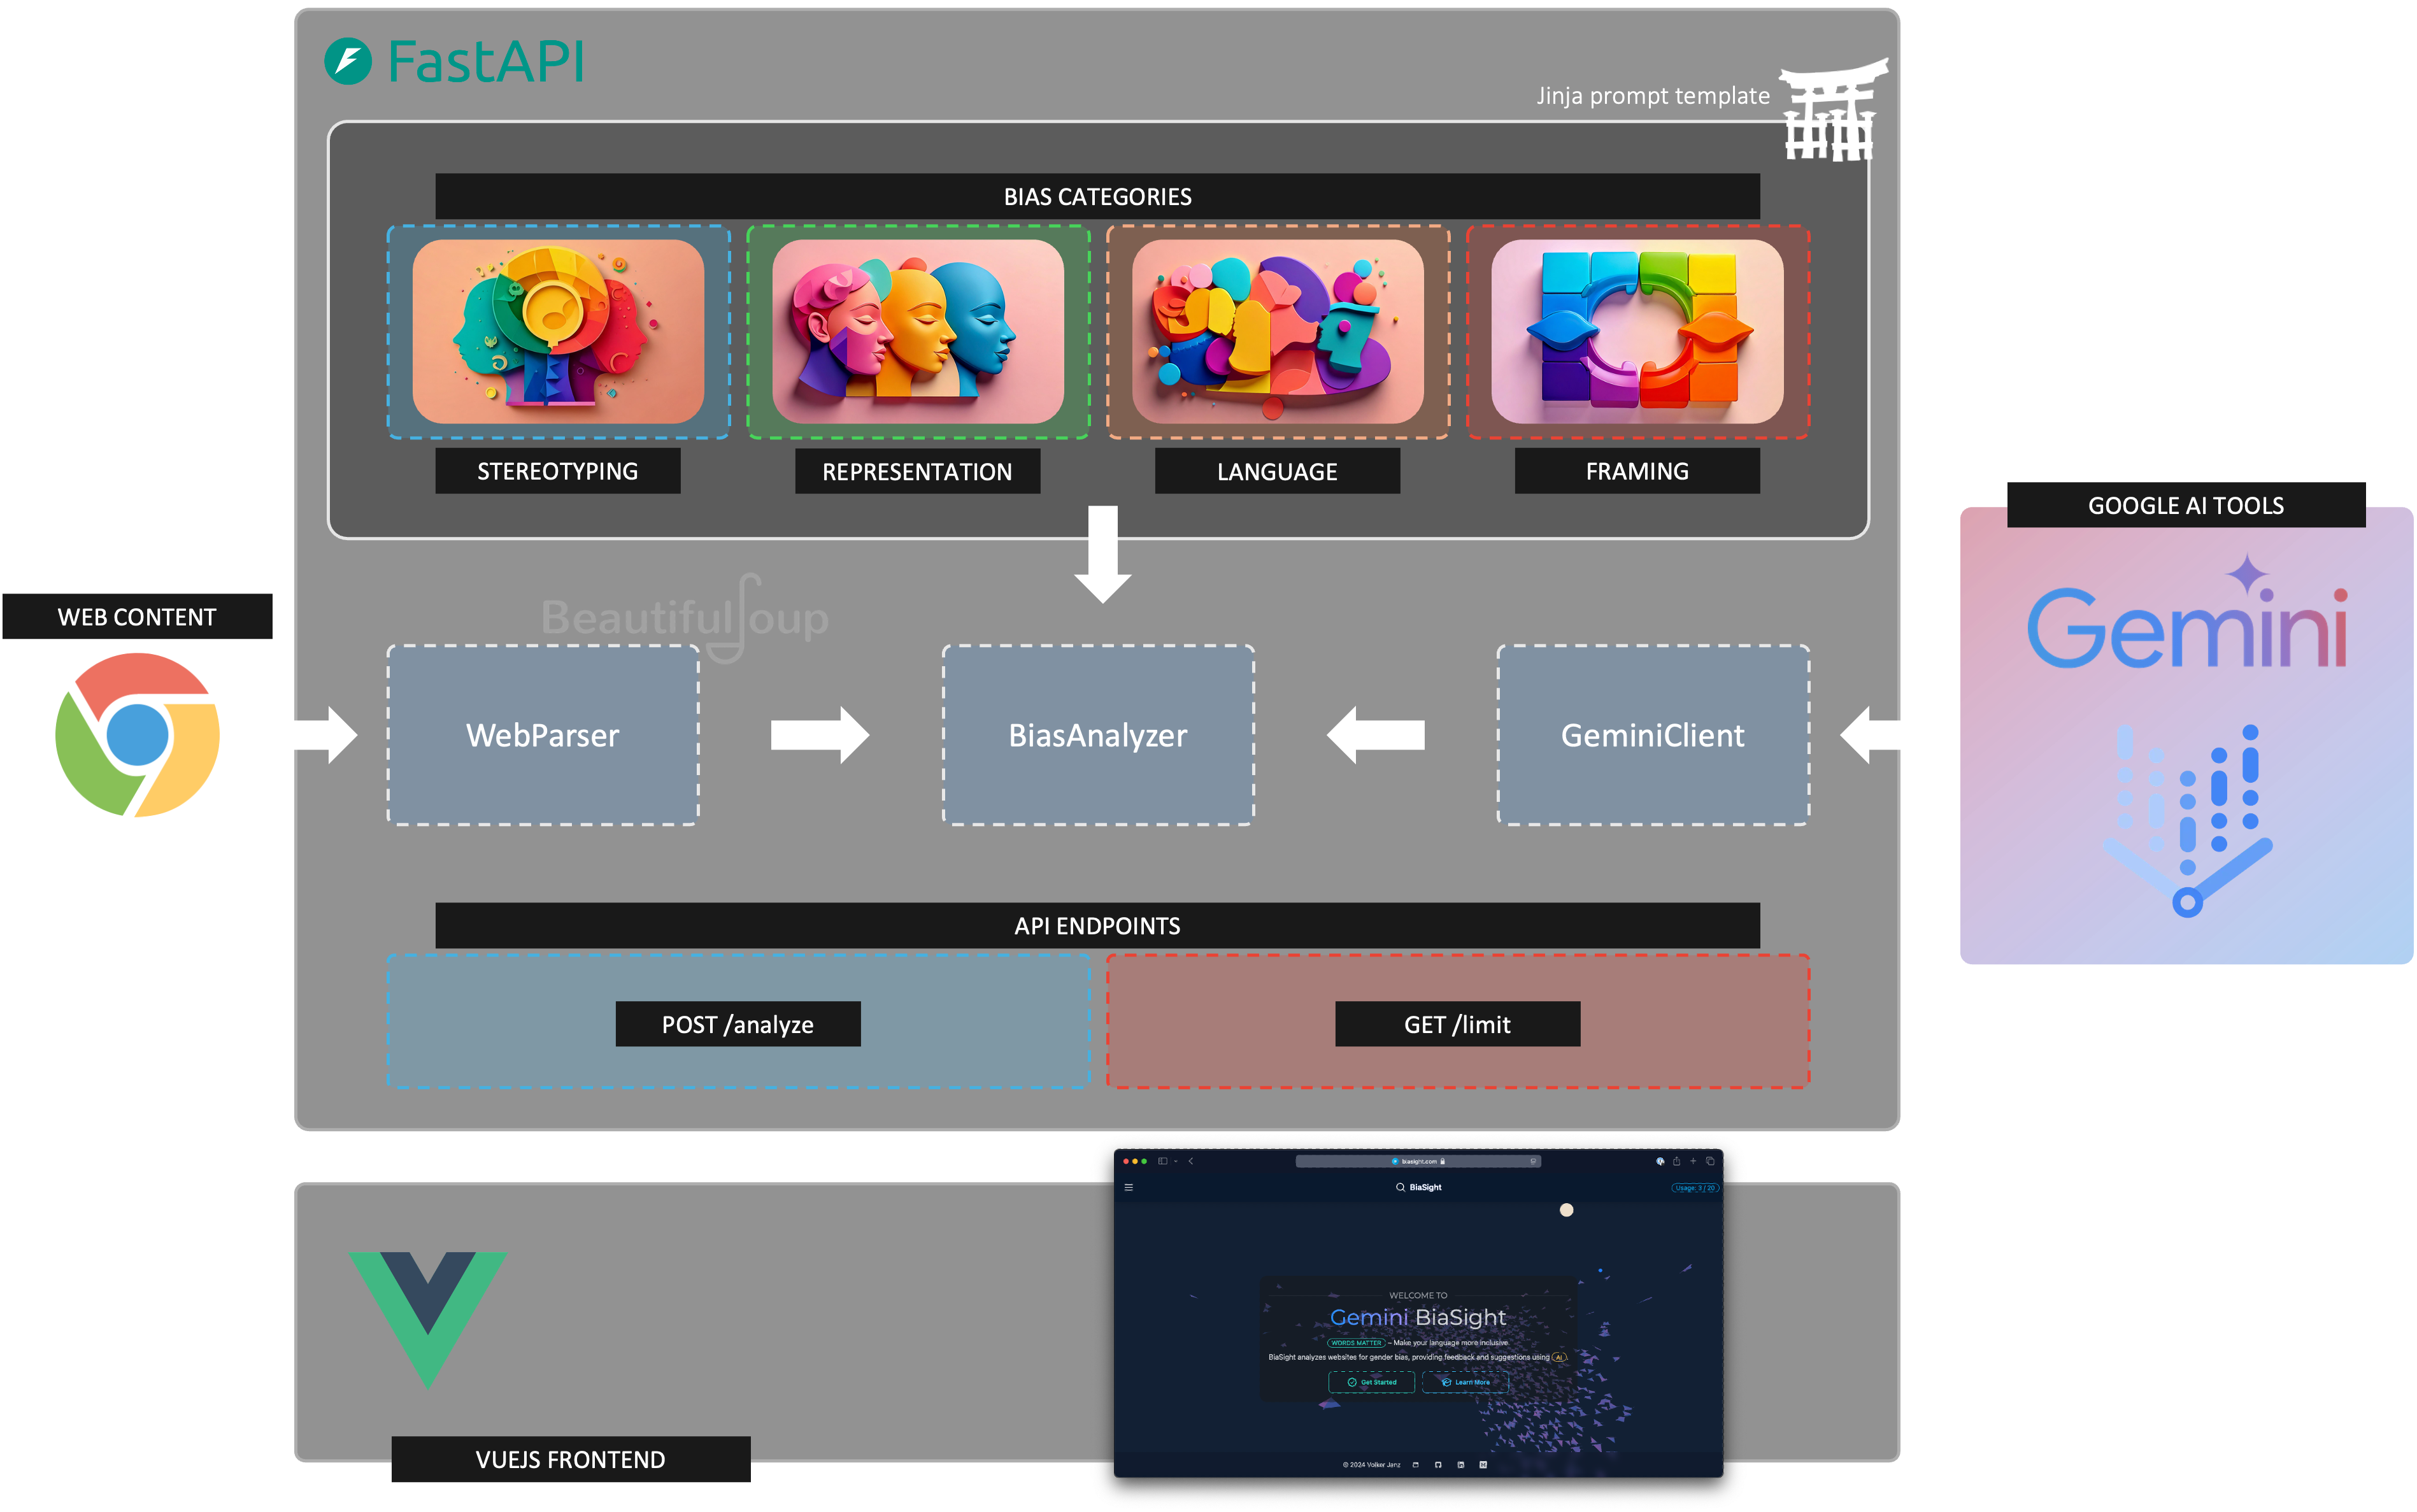 FastAPI
Jinja prompt template
BIAS CATEGORIES
STEREOTYPING
REPRESENTATION
LANGUAGE
FRAMING
GOOGLE AI TOOLS
Gemini
WEB CONTENT
BeautifulSoup
WebParser
BiasAnalyzer
GeminiClient
API ENDPOINTS
POST /analyze
GET /limit
biasight.com
BiaSight
Usage: 3 / 20
WELCOME TO
Gemini BiaSight
WORDS MATTER – Make your language more inclusive
BiaSight analyzes websites for gender bias, providing feedback and suggestions using AI
Get Started
Learn More
© 2024 Volker Janz
VUEJS FRONTEND